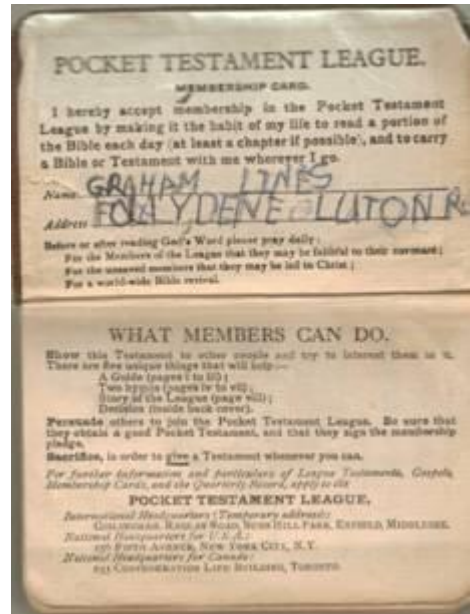 POCKET TESTAMENT LEAGUE.
MEMBERSHIP CARD.
I hereby accept membership in the Pocket Testament
League by making it the habit of my life to read a portion of
the Bible each day (at least a chapter if possible), and to carry
a Bible or Testament with me wherever I go.
Name GRAHAM LINES
Address LUTON
Before or after reading God's Word please pray daily:
For the Members of the League that they may be faithful to their covenant;
For the unsaved members that they may be led to Christ;
For a world-wide Bible revival.
WHAT MEMBERS CAN DO.
Show this Testament to other people and try to interest them in it.
There are five unique things that will help:—
A Guide (pages i to iii);
Two hymns (pages iv to vii);
Story of the League (page viii);
Decision (inside back cover).
Persuade others to join the Pocket Testament League. Be sure that
they obtain a good Pocket Testament, and that they sign the membership
pledge.
Sacrifice, in order to give a Testament whenever you can.
For further information and particulars of League Testaments, Gospels,
Membership Cards, and the Quarterly Record, apply to the
POCKET TESTAMENT LEAGUE,
International Headquarters (Temporary address):
RAGLAN ROAD, BUSH HILL PARK, ENFIELD, MIDDLESEX.
National Headquarters for U.S.A.:
156 FIFTH AVENUE, NEW YORK CITY, N.Y.
National Headquarters for Canada:
CONFEDERATION LIFE BUILDING, TORONTO.